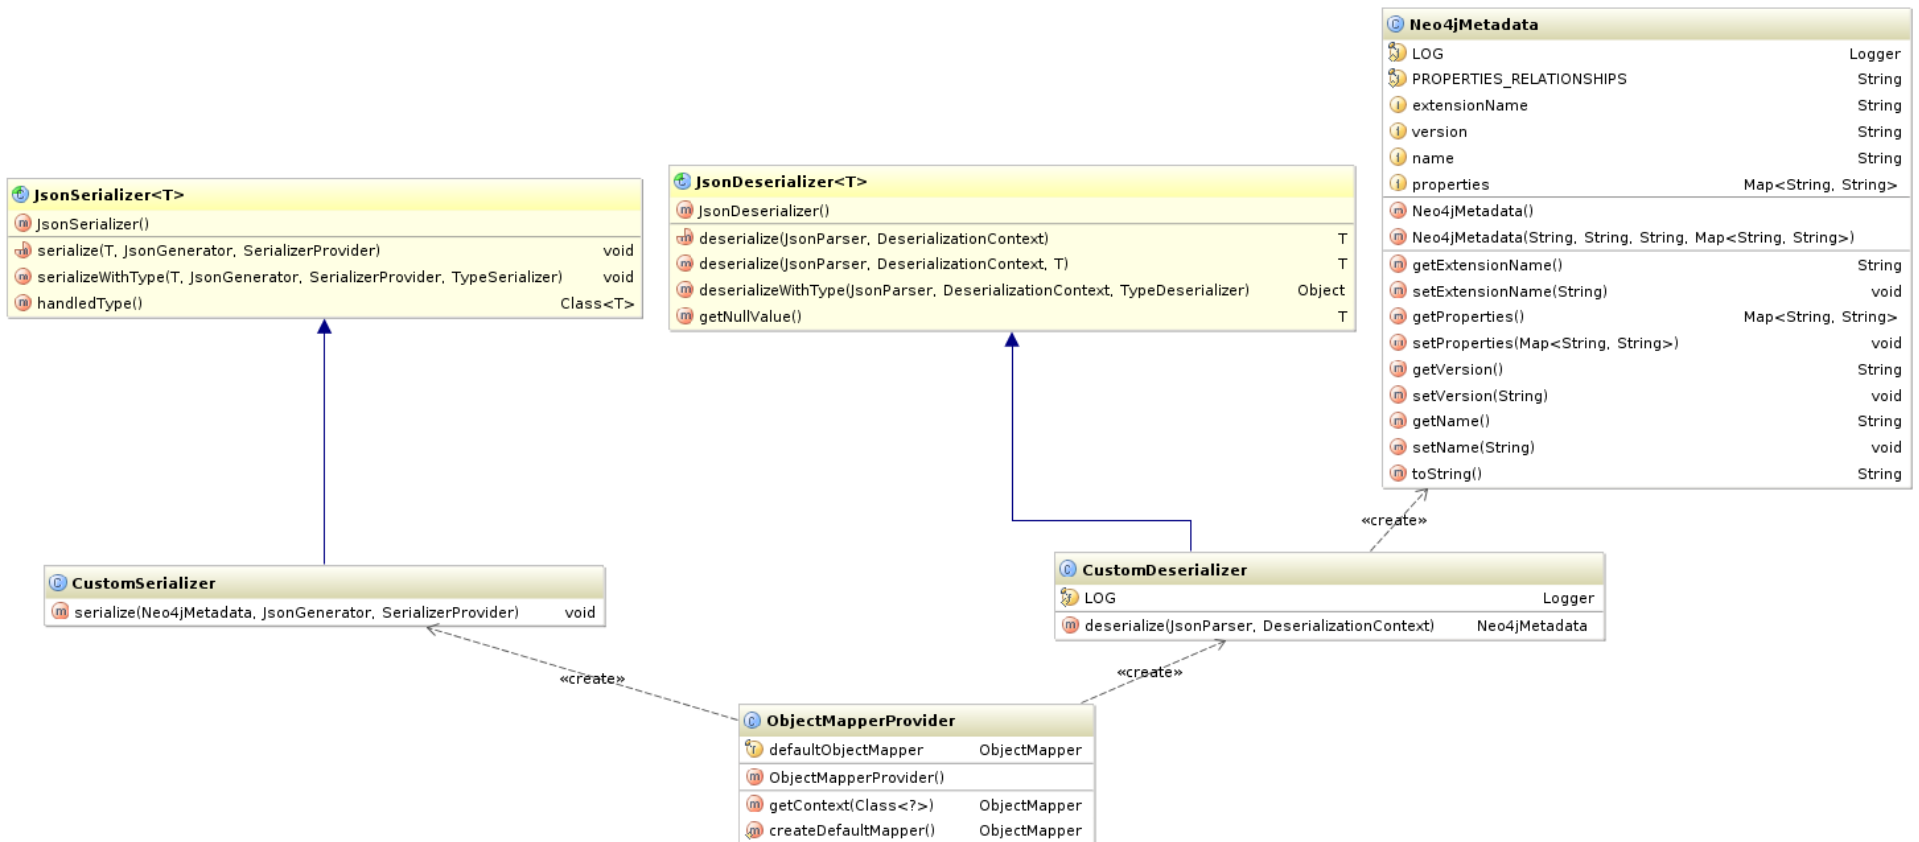 Neo4jMetadata
LOG Logger
PROPERTIES_RELATIONSHIPS String
extensionName String
version String
name String
properties Map<String, String>
Neo4jMetadata()
Neo4jMetadata(String, String, String, Map<String, String>)
getExtensionName() String
setExtensionName(String) void
getProperties() Map<String, String>
setProperties(Map<String, String>) void
getVersion() String
setVersion(String) void
getName() String
setName(String) void
toString() String
JsonSerializer<T>
JsonSerializer()
serialize(T, JsonGenerator, SerializerProvider) void
serializeWithType(T, JsonGenerator, SerializerProvider, TypeSerializer) void
handledType() Class<T>
JsonDeserializer<T>
JsonDeserializer()
deserialize(JsonParser, DeserializationContext) T
deserialize(JsonParser, DeserializationContext, T) T
deserializeWithType(JsonParser, DeserializationContext, TypeDeserializer) Object
getNullValue() T
«create»
CustomSerializer
serialize(Neo4jMetadata, JsonGenerator, SerializerProvider) void
CustomDeserializer
LOG Logger
deserialize(JsonParser, DeserializationContext) Neo4jMetadata
«create»
«create»
ObjectMapperProvider
defaultObjectMapper ObjectMapper
ObjectMapperProvider()
getContext(Class<?>) ObjectMapper
createDefaultMapper() ObjectMapper